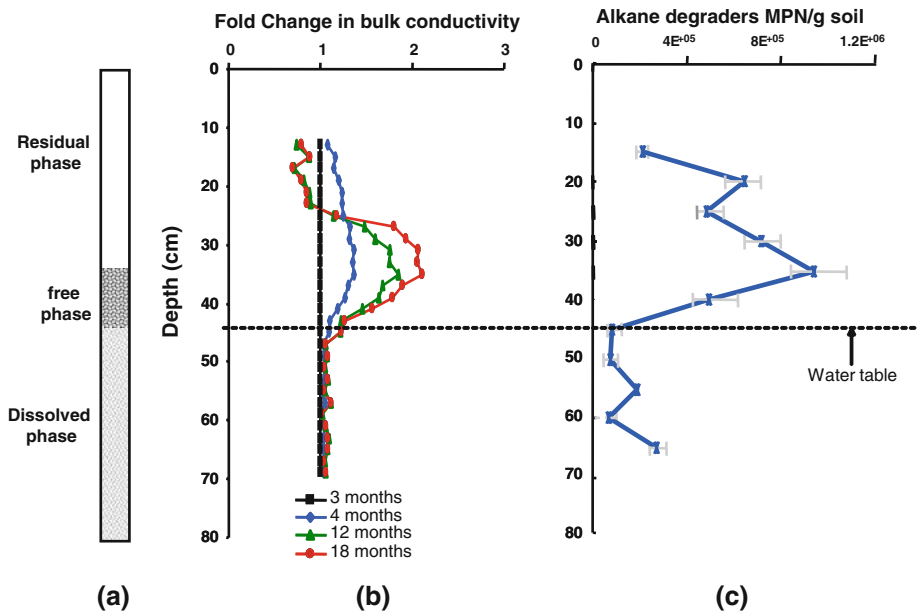 Fold Change in bulk conductivity
0 1 2 3
Alkane degraders MPN/g soil
0 4E+05 8E+05 1.2E+06
Residual
phase
free
phase
Dissolved
phase
Depth (cm)
0
10
20
30
40
50
60
70
80
3 months
4 months
12 months
18 months
0
10
20
30
40
50
60
70
80
Water table
(a) (b) (c)